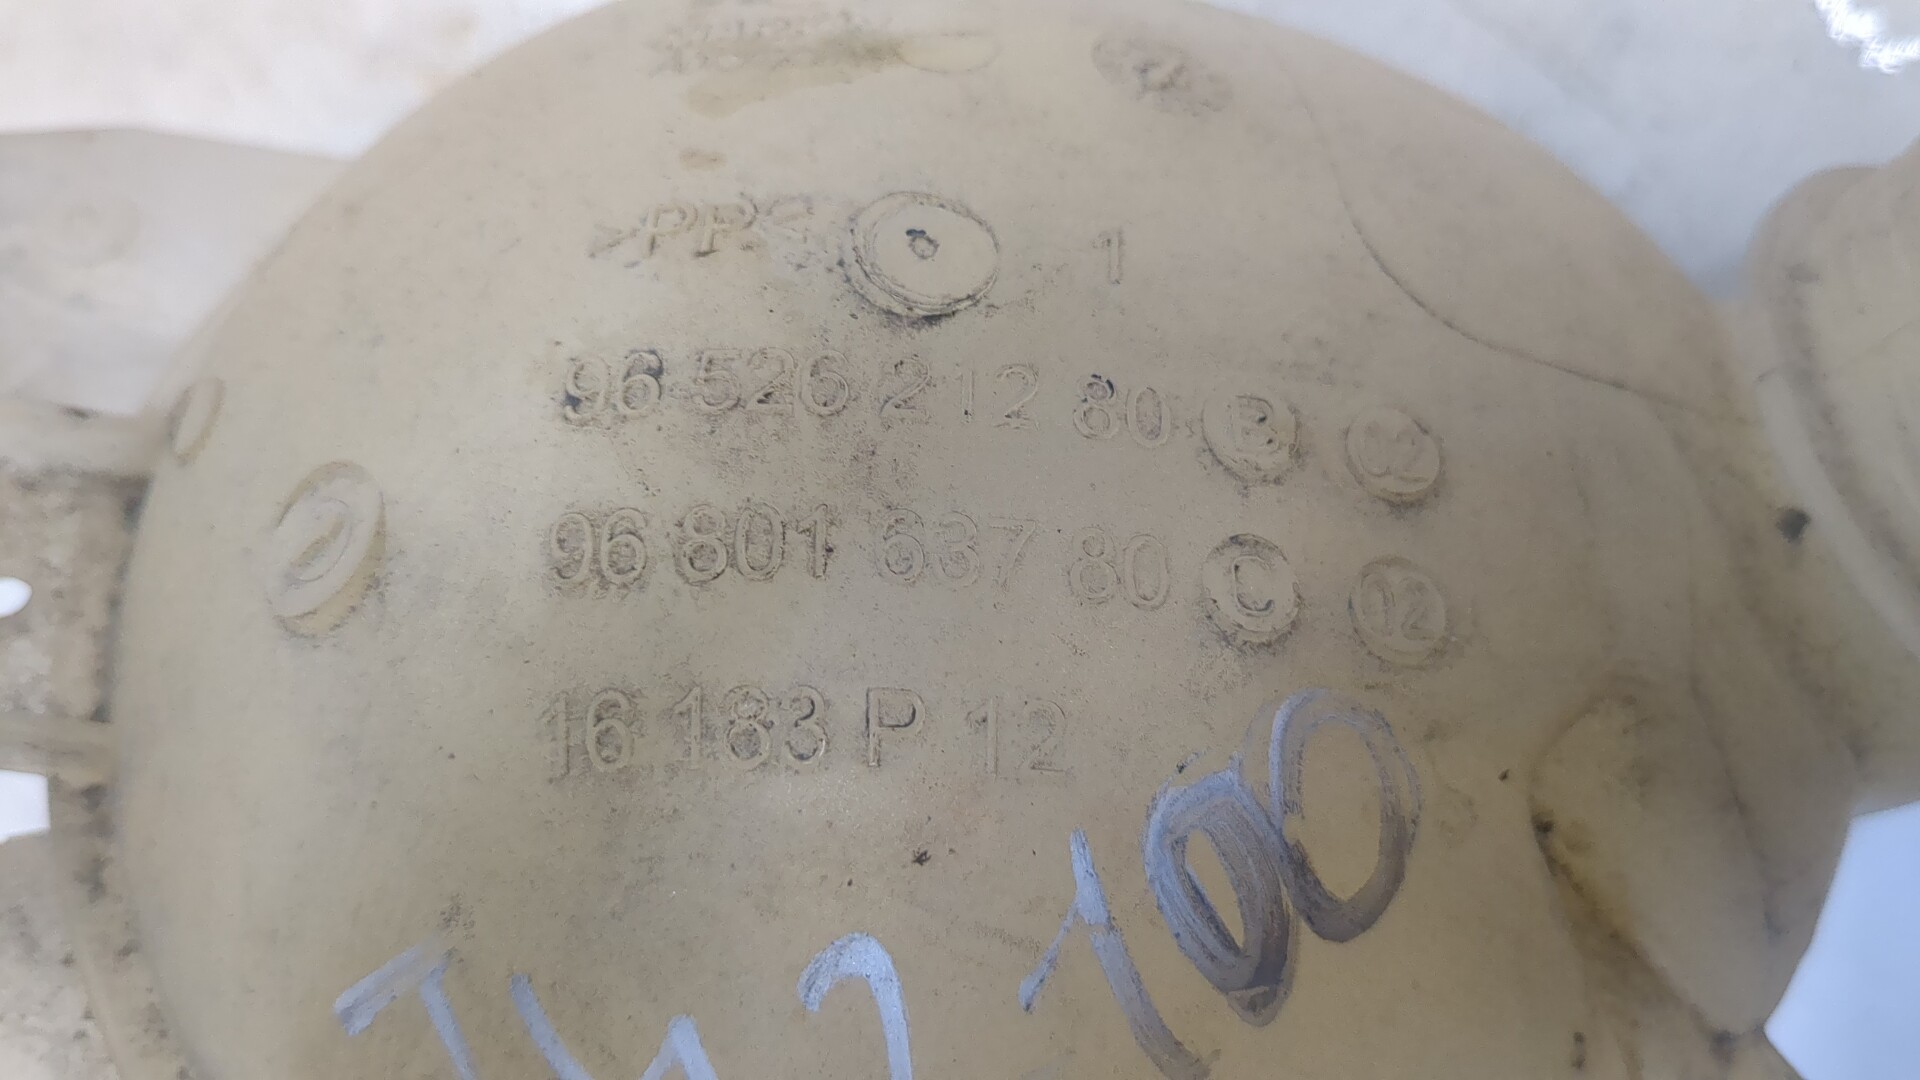 >PP< 1
96 526 212 80 B 02
96 801 637 80 C 02
16 183 P 12
100